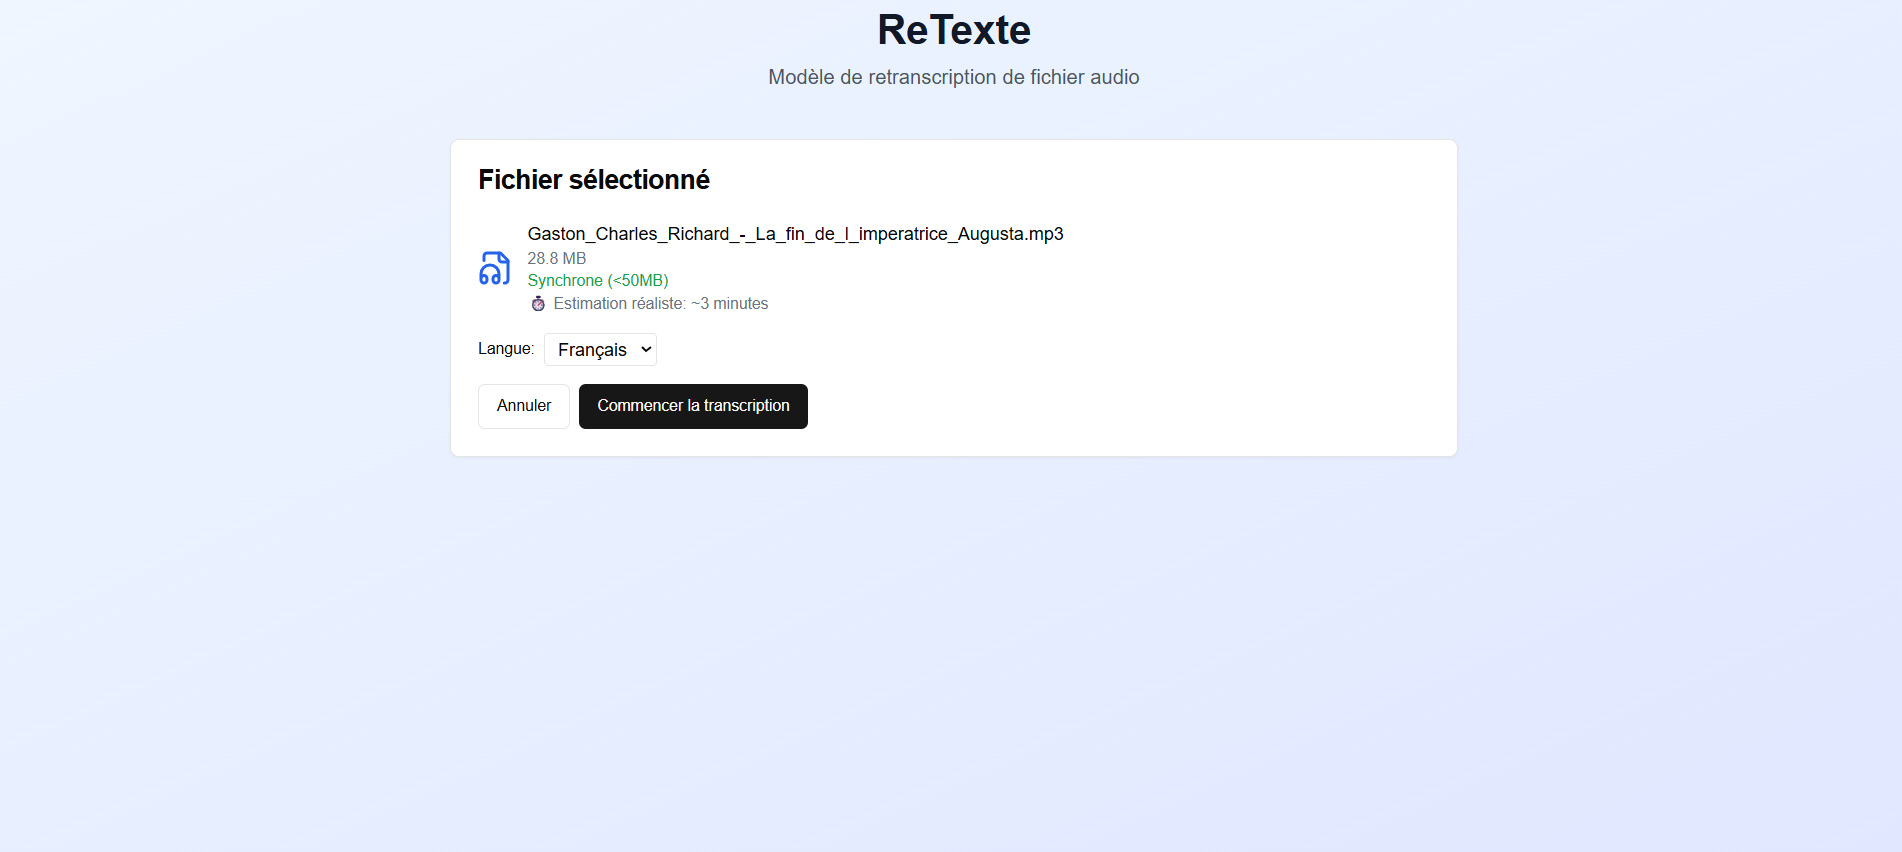 ReTexte
Modèle de retranscription de fichier audio
Fichier sélectionné
Gaston_Charles_Richard_-_La_fin_de_l_imperatrice_Augusta.mp3
28.8 MB
Synchrone (<50MB)
Estimation réaliste: ~3 minutes
Langue: Français
Annuler Commencer la transcription